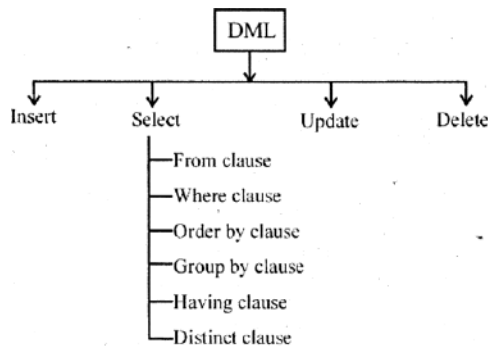 DML
Insert Select Update Delete
From clause
Where clause
Order by clause
Group by clause
Having clause
Distinct clause